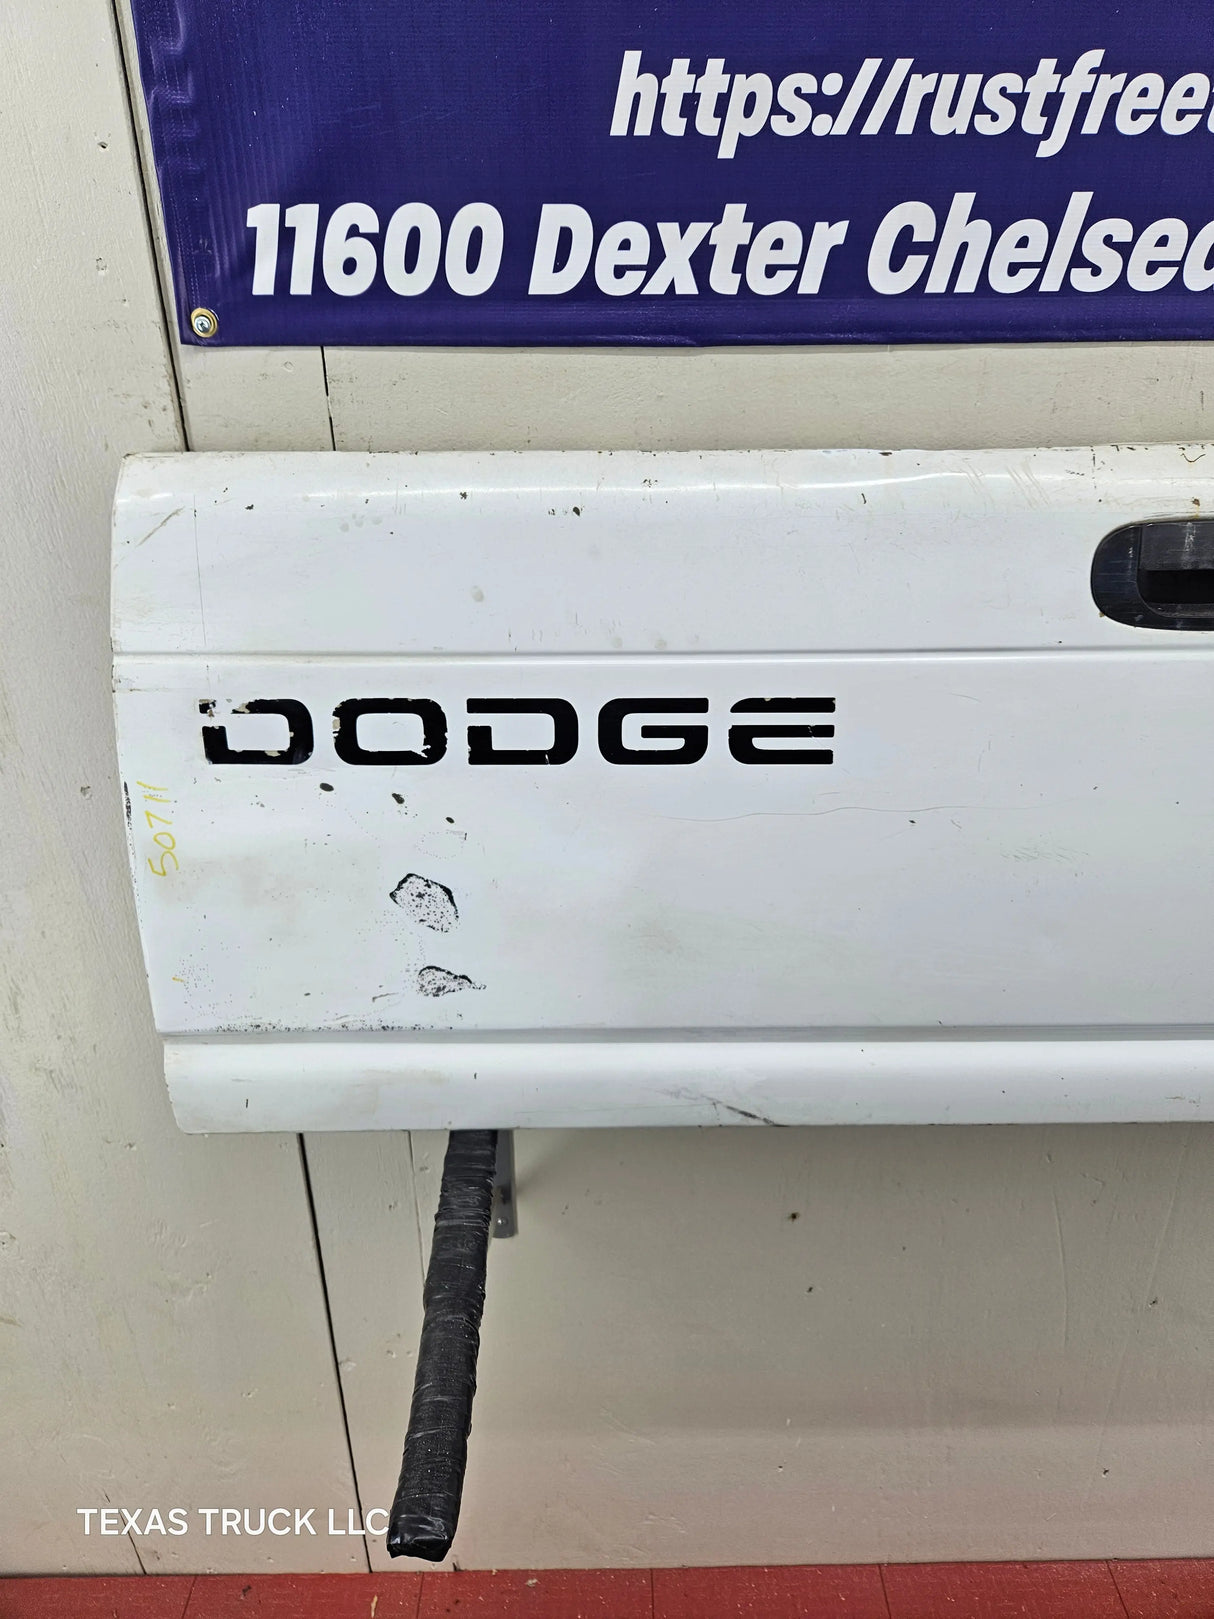 https://rustfree
11600 Dexter Chelsea
DODGE
50711
TEXAS TRUCK LLC